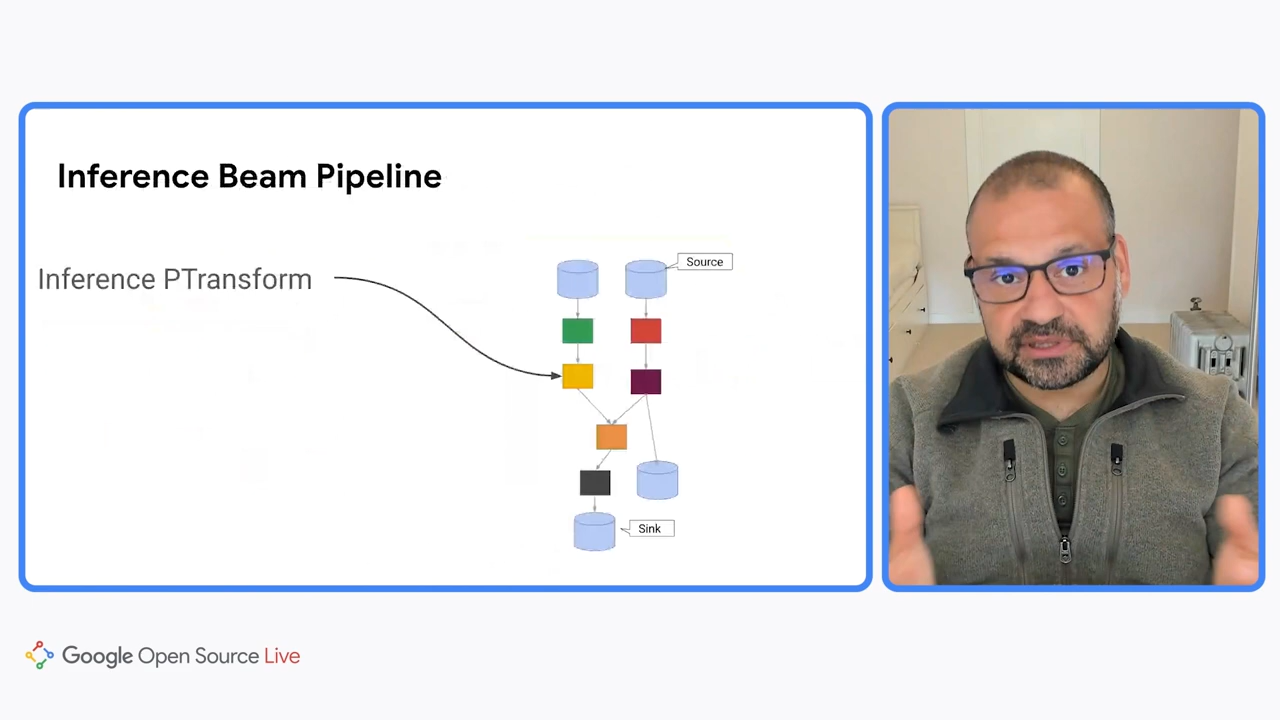 Inference Beam Pipeline
Inference PTransform
Source
Sink
Google Open Source Live